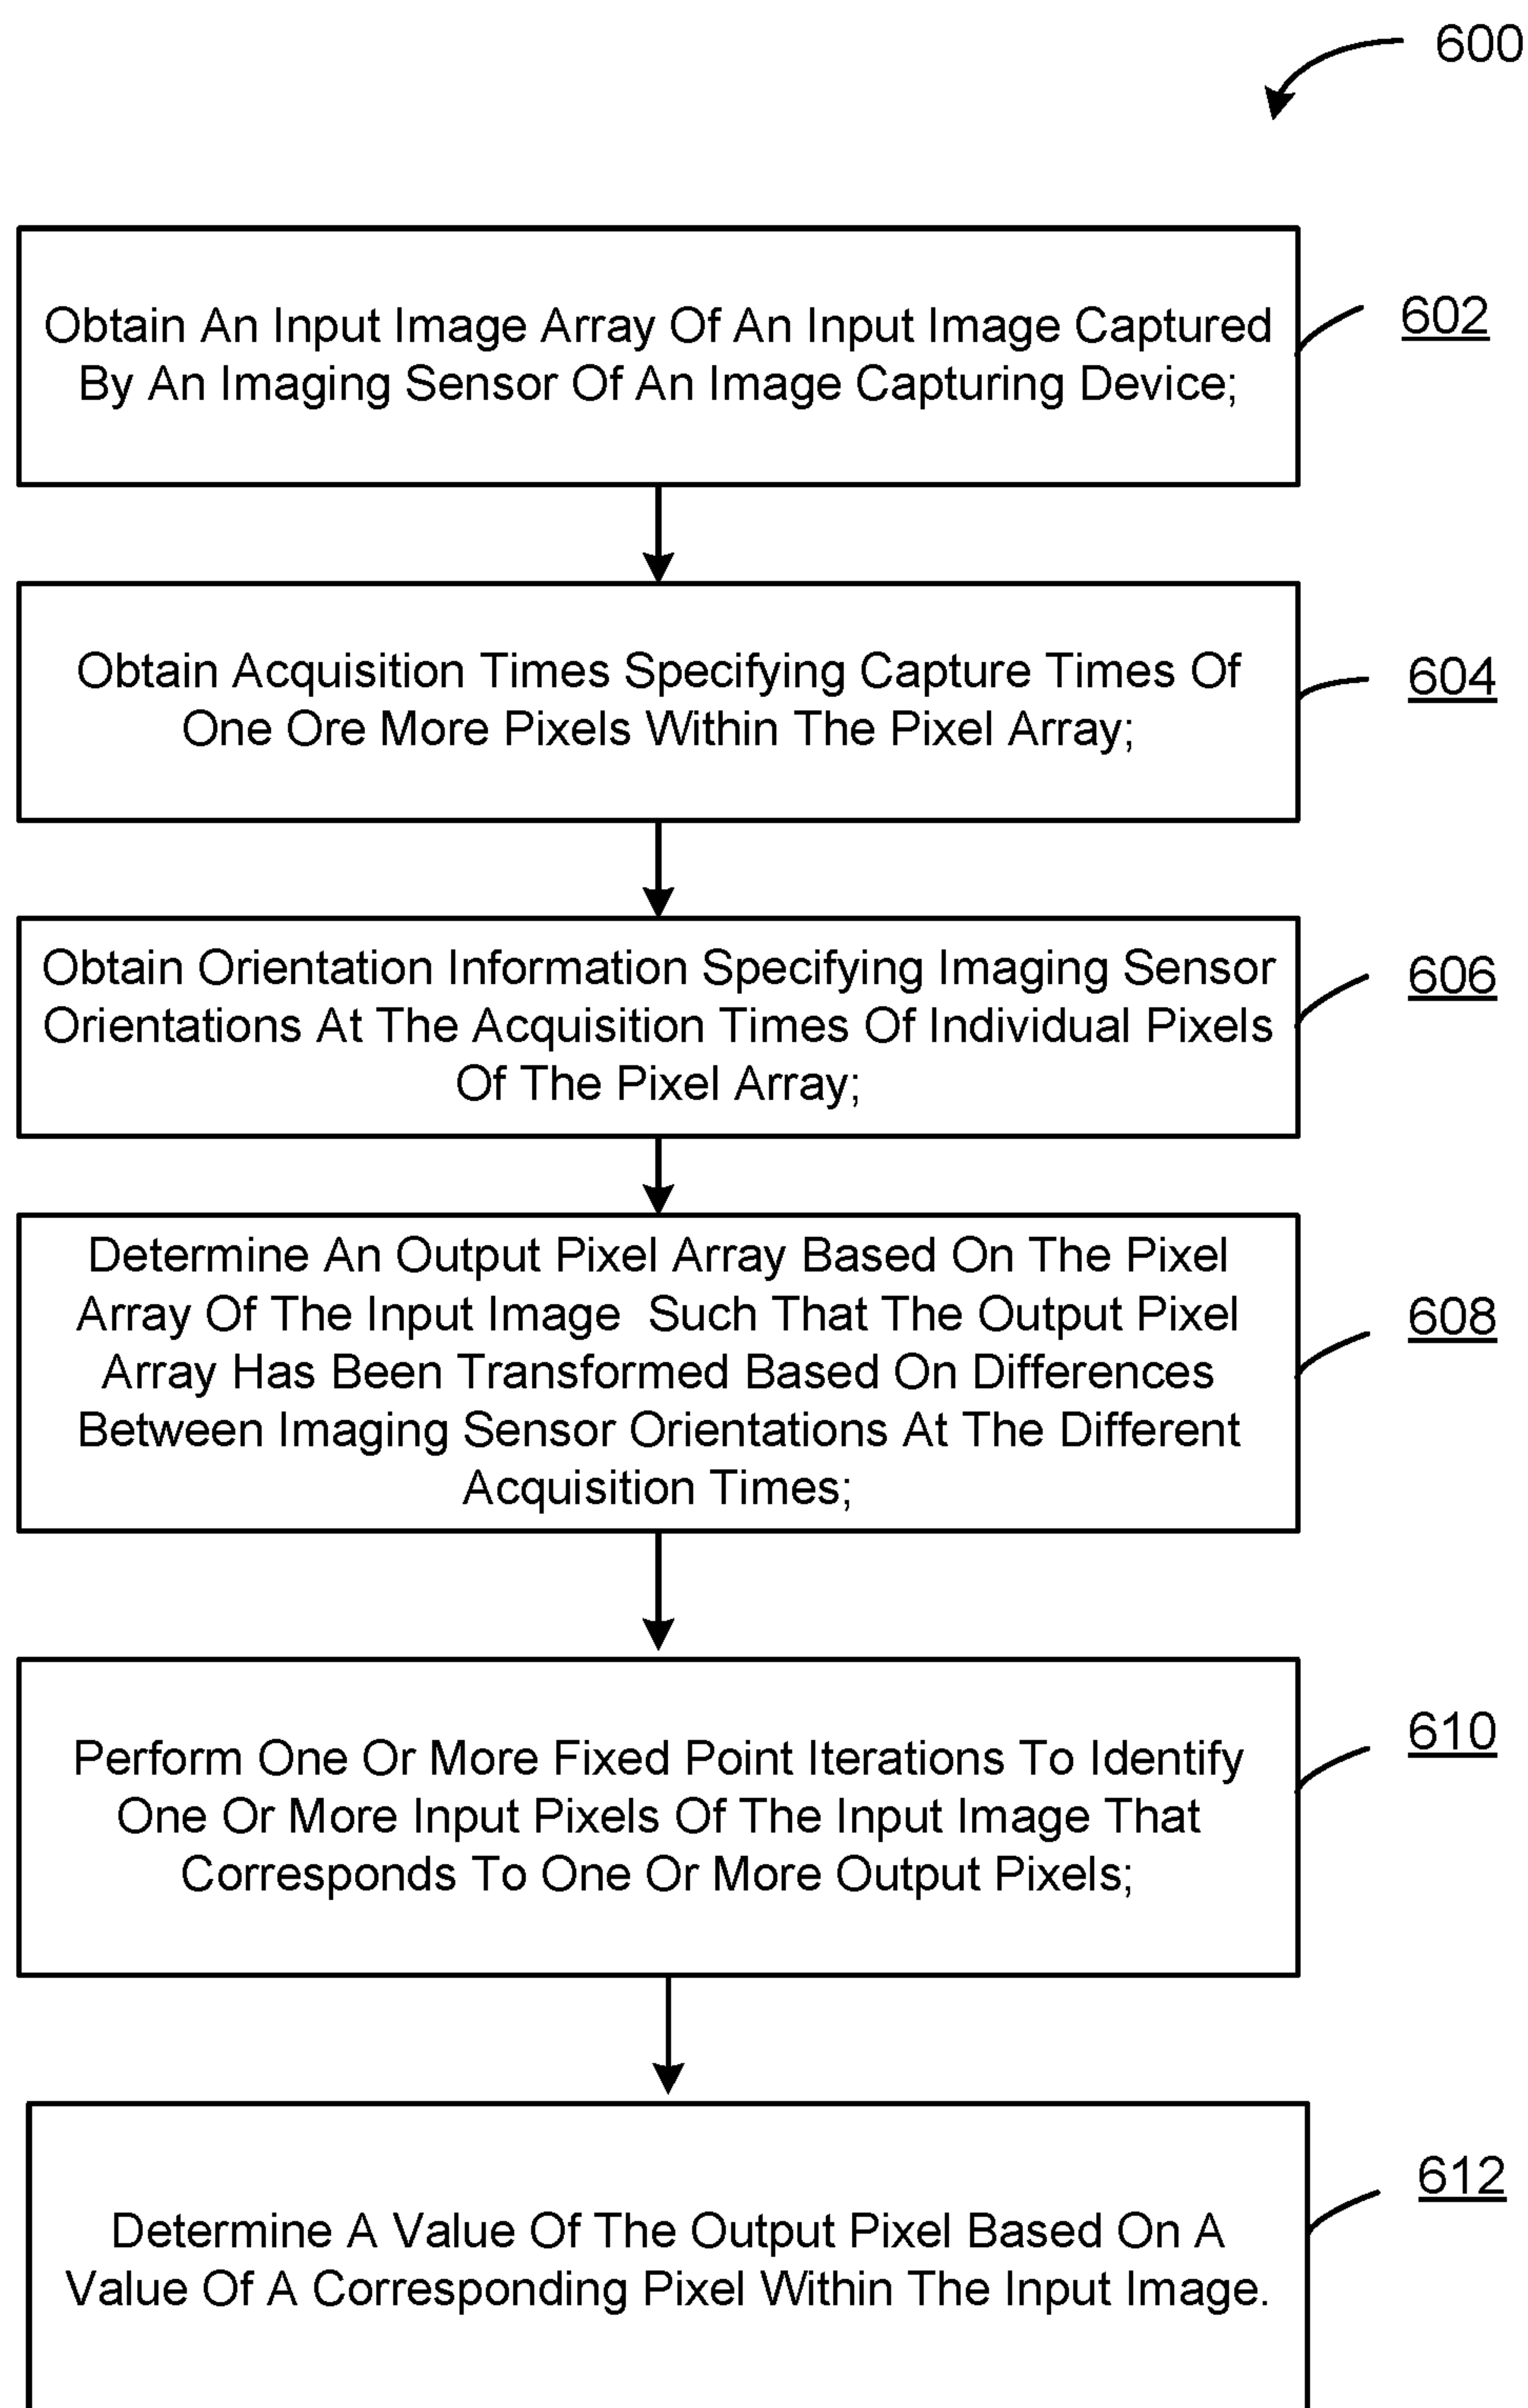 600
Obtain An Input Image Array Of An Input Image Captured
By An Imaging Sensor Of An Image Capturing Device;
602
Obtain Acquisition Times Specifying Capture Times Of
One Ore More Pixels Within The Pixel Array;
604
Obtain Orientation Information Specifying Imaging Sensor
Orientations At The Acquisition Times Of Individual Pixels
Of The Pixel Array;
606
Determine An Output Pixel Array Based On The Pixel
Array Of The Input Image Such That The Output Pixel
Array Has Been Transformed Based On Differences
Between Imaging Sensor Orientations At The Different
Acquisition Times;
608
Perform One Or More Fixed Point Iterations To Identify
One Or More Input Pixels Of The Input Image That
Corresponds To One Or More Output Pixels;
610
Determine A Value Of The Output Pixel Based On A
Value Of A Corresponding Pixel Within The Input Image.
612